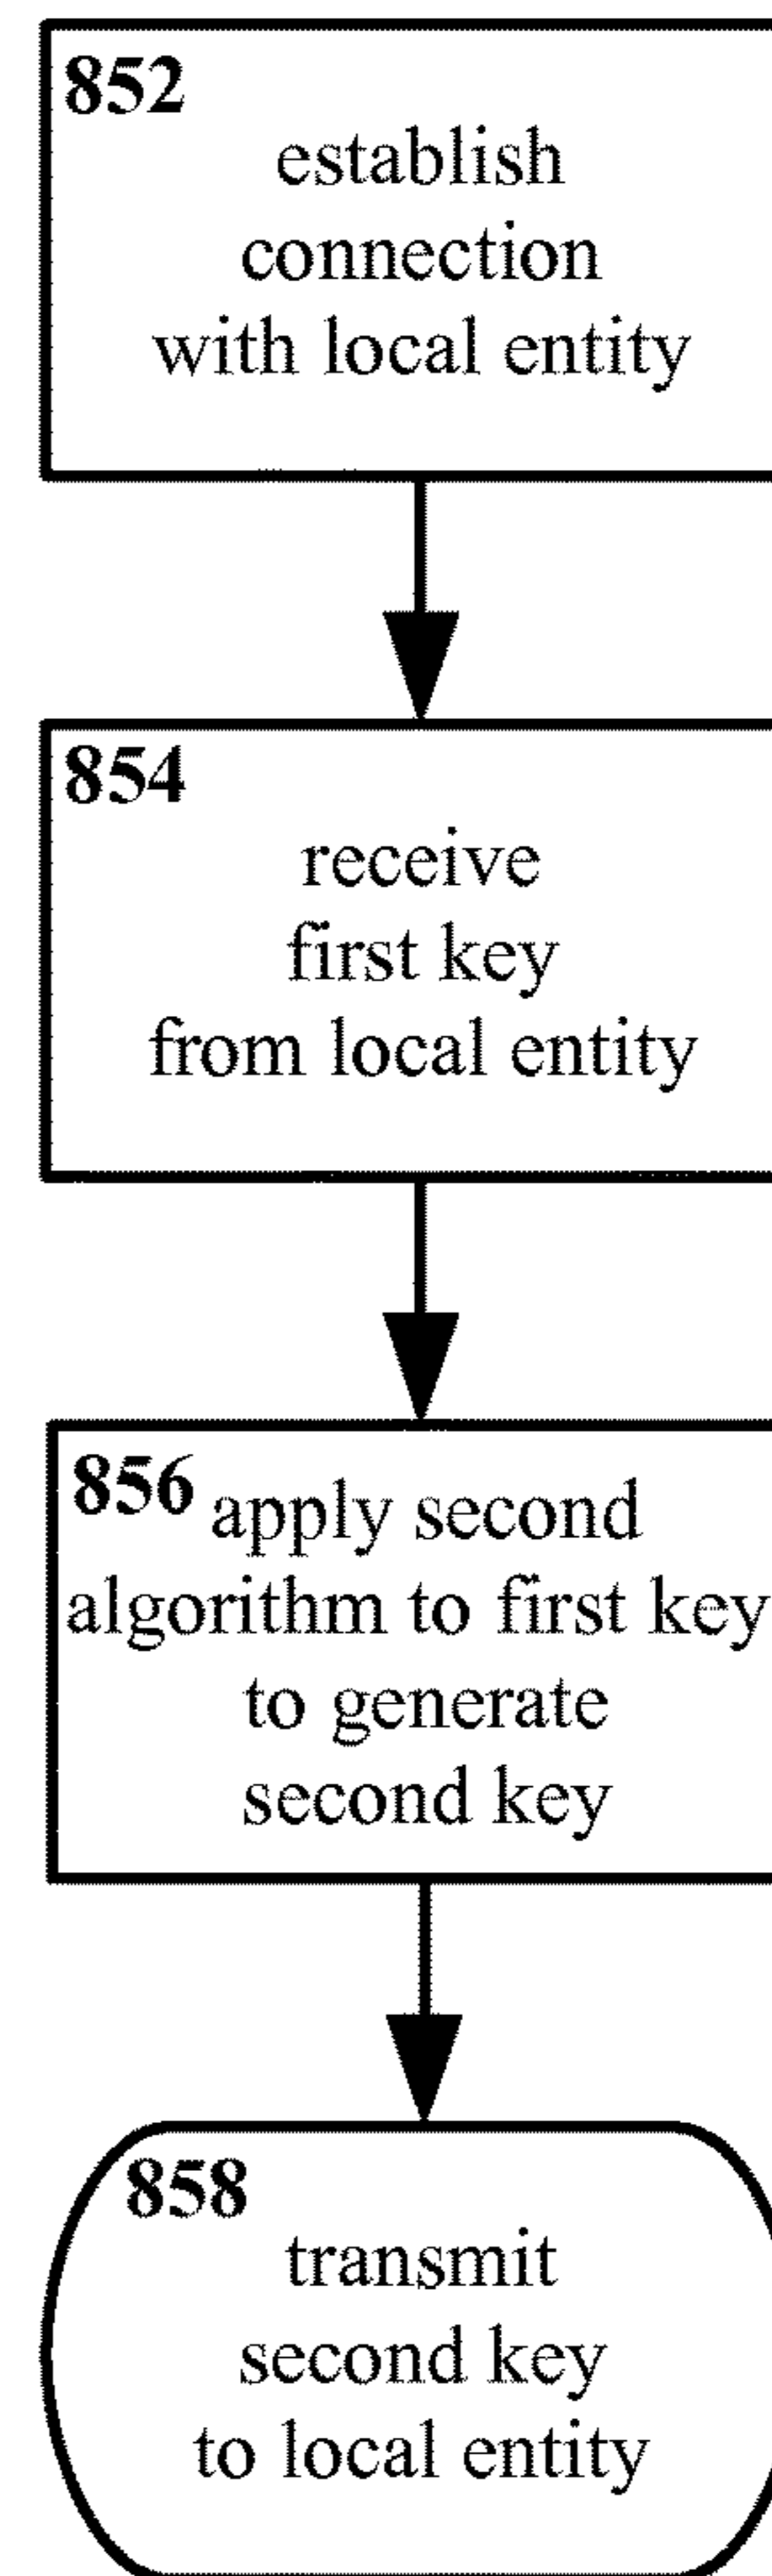 852
establish
connection
with local entity
854
receive
first key
from local entity
856 apply second
algorithm to first key
to generate
second key
858
transmit
second key
to local entity